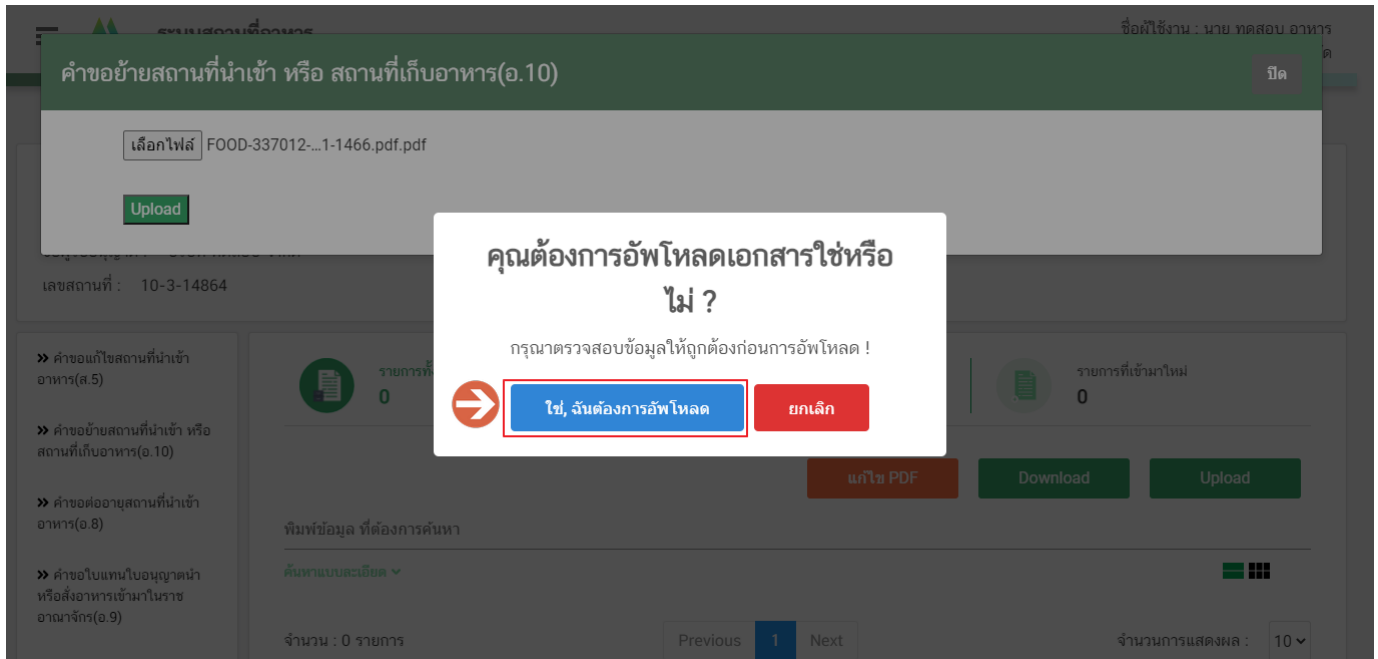 ระบบสถานที่อาหาร
ชื่อผู้ใช้งาน : นาย ทดสอบ อาหาร
คำขอย้ายสถานที่นำเข้า หรือ สถานที่เก็บอาหาร(อ.10)
ปิด
เลือกไฟล์ FOOD-337012-...1-1466.pdf.pdf
Upload
คุณต้องการอัพโหลดเอกสารใช่หรือ
ไม่ ?
กรุณาตรวจสอบข้อมูลให้ถูกต้องก่อนการอัพโหลด !
ใช่, ฉันต้องการอัพโหลด
ยกเลิก
เลขสถานที่ : 10-3-14864
» คำขอแก้ไขสถานที่นำเข้า
อาหาร(ส.5)
» คำขอย้ายสถานที่นำเข้า หรือ
สถานที่เก็บอาหาร(อ.10)
» คำขอต่ออายุสถานที่นำเข้า
อาหาร(อ.8)
» คำขอใบแทนใบอนุญาตนำ
หรือสั่งอาหารเข้ามาในราช
อาณาจักร(อ.9)
0
รายการที่เข้ามาใหม่
0
แก้ไข PDF
Download
Upload
พิมพ์ข้อมูล ที่ต้องการค้นหา
ค้นหาแบบละเอียด
จำนวน : 0 รายการ
Previous 1 Next
จำนวนการแสดงผล : 10